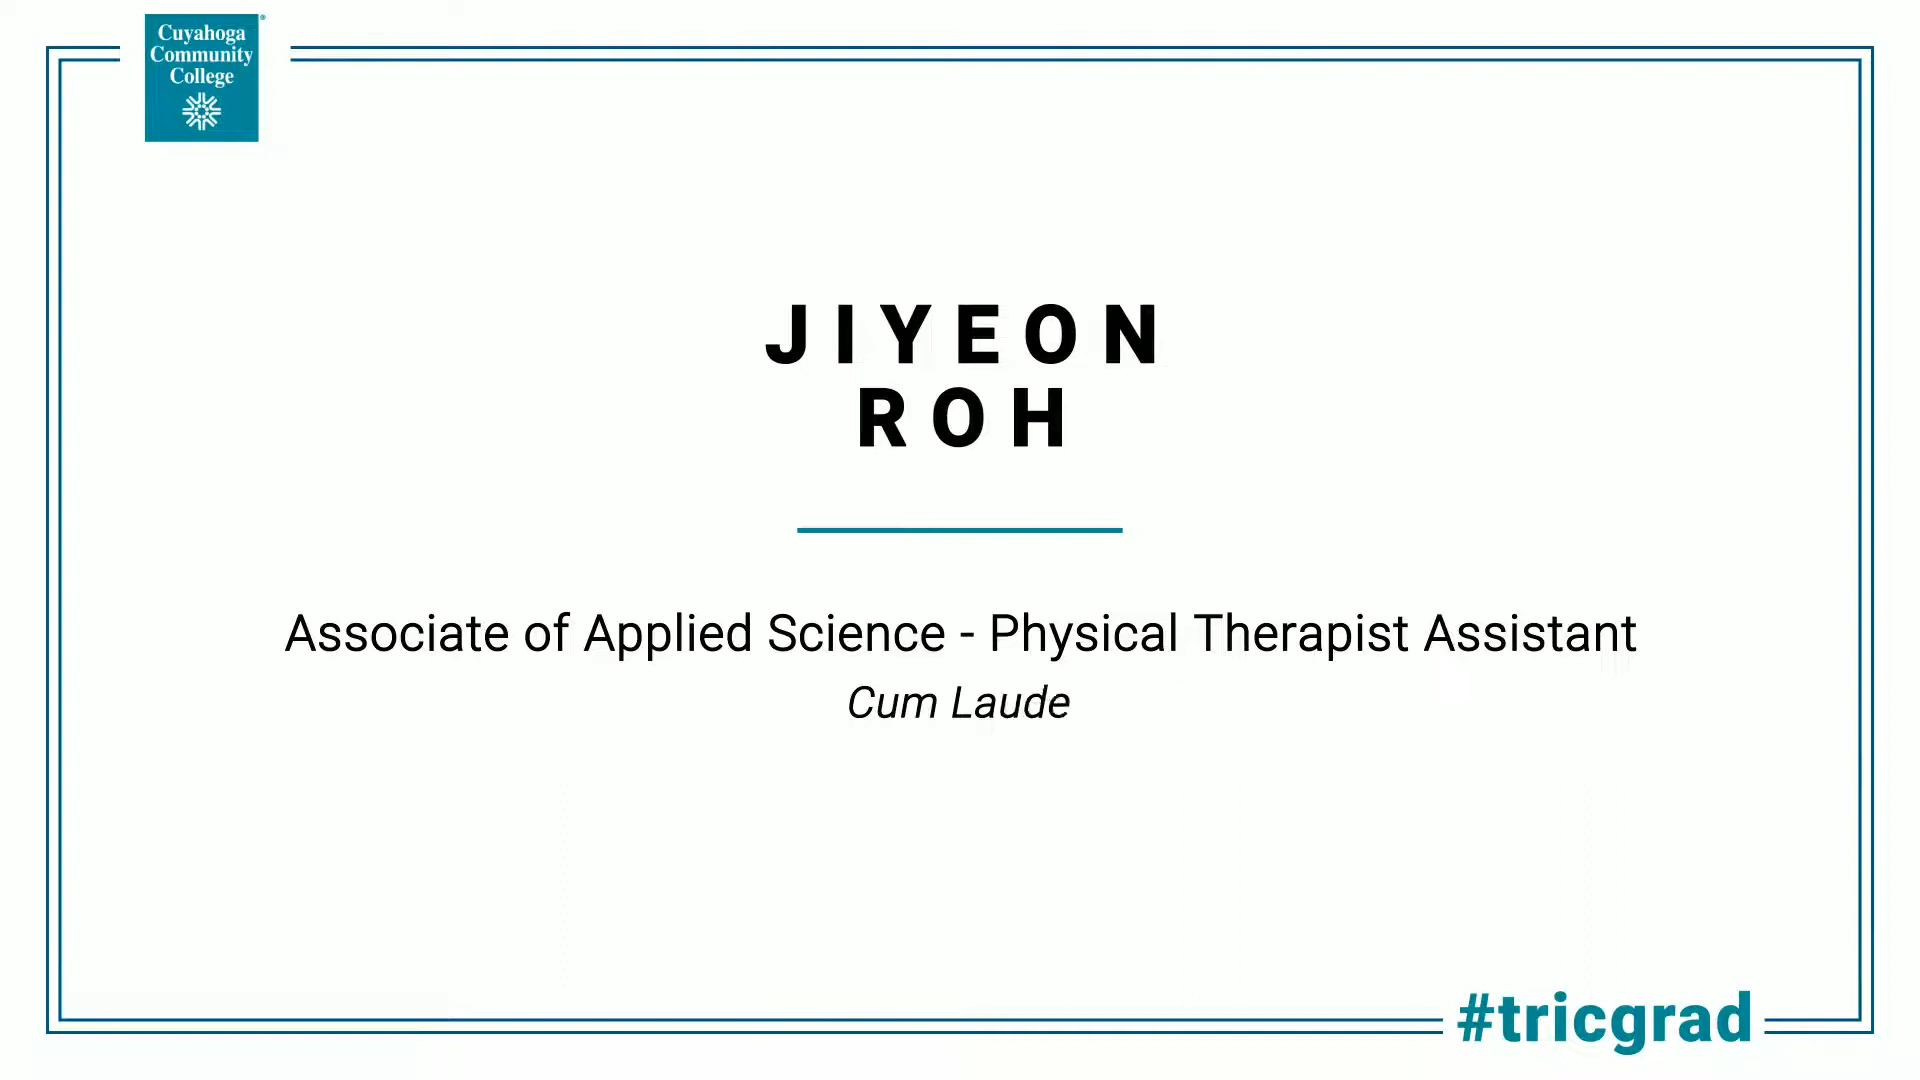 Cuyahoga
Community
College
JIYEON
ROH
Associate of Applied Science - Physical Therapist Assistant
Cum Laude
#tricgrad